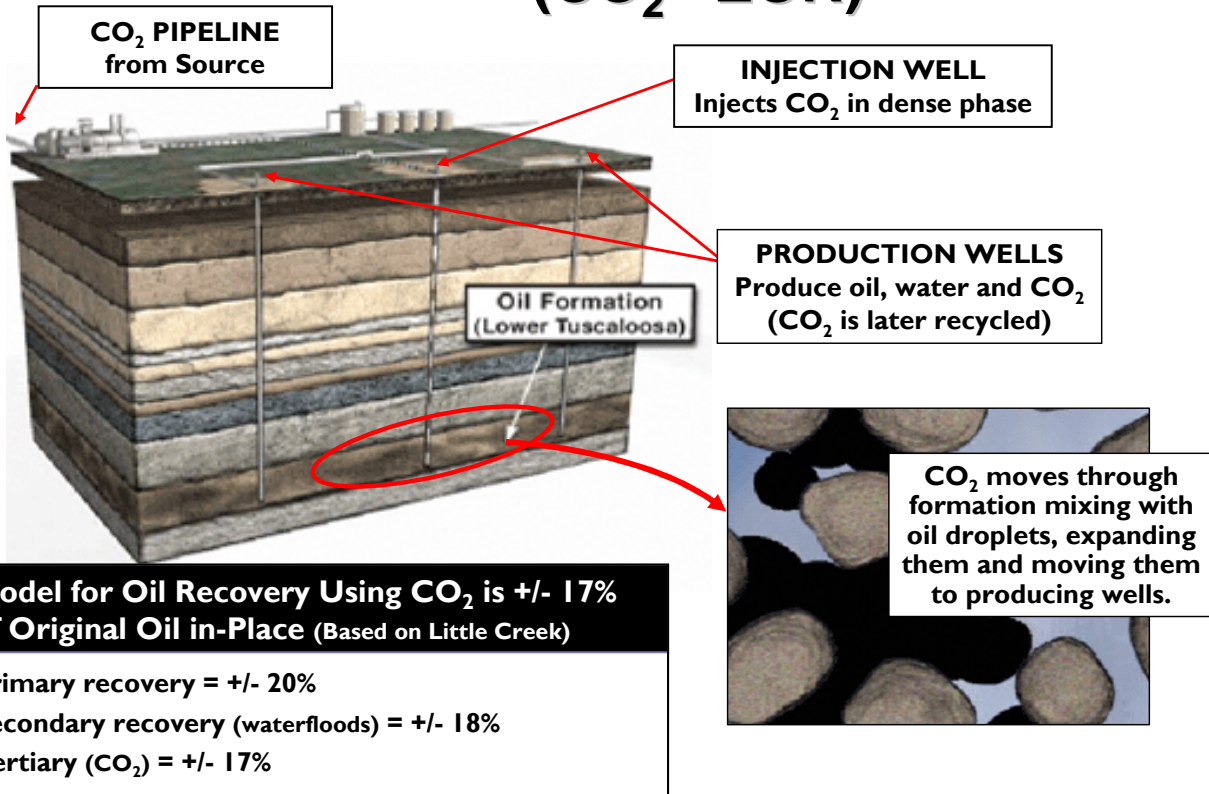 CO₂ PIPELINE
from Source
INJECTION WELL
Injects CO₂ in dense phase
PRODUCTION WELLS
Produce oil, water and CO₂
(CO₂ is later recycled)
Oil Formation
(Lower Tuscaloosa)
CO₂ moves through
formation mixing with
oil droplets, expanding
them and moving them
to producing wells.
odel for Oil Recovery Using CO₂ is +/- 17%
Original Oil in-Place (Based on Little Creek)
rimary recovery = +/- 20%
econdary recovery (waterfloods) = +/- 18%
ertiary (CO₂) = +/- 17%